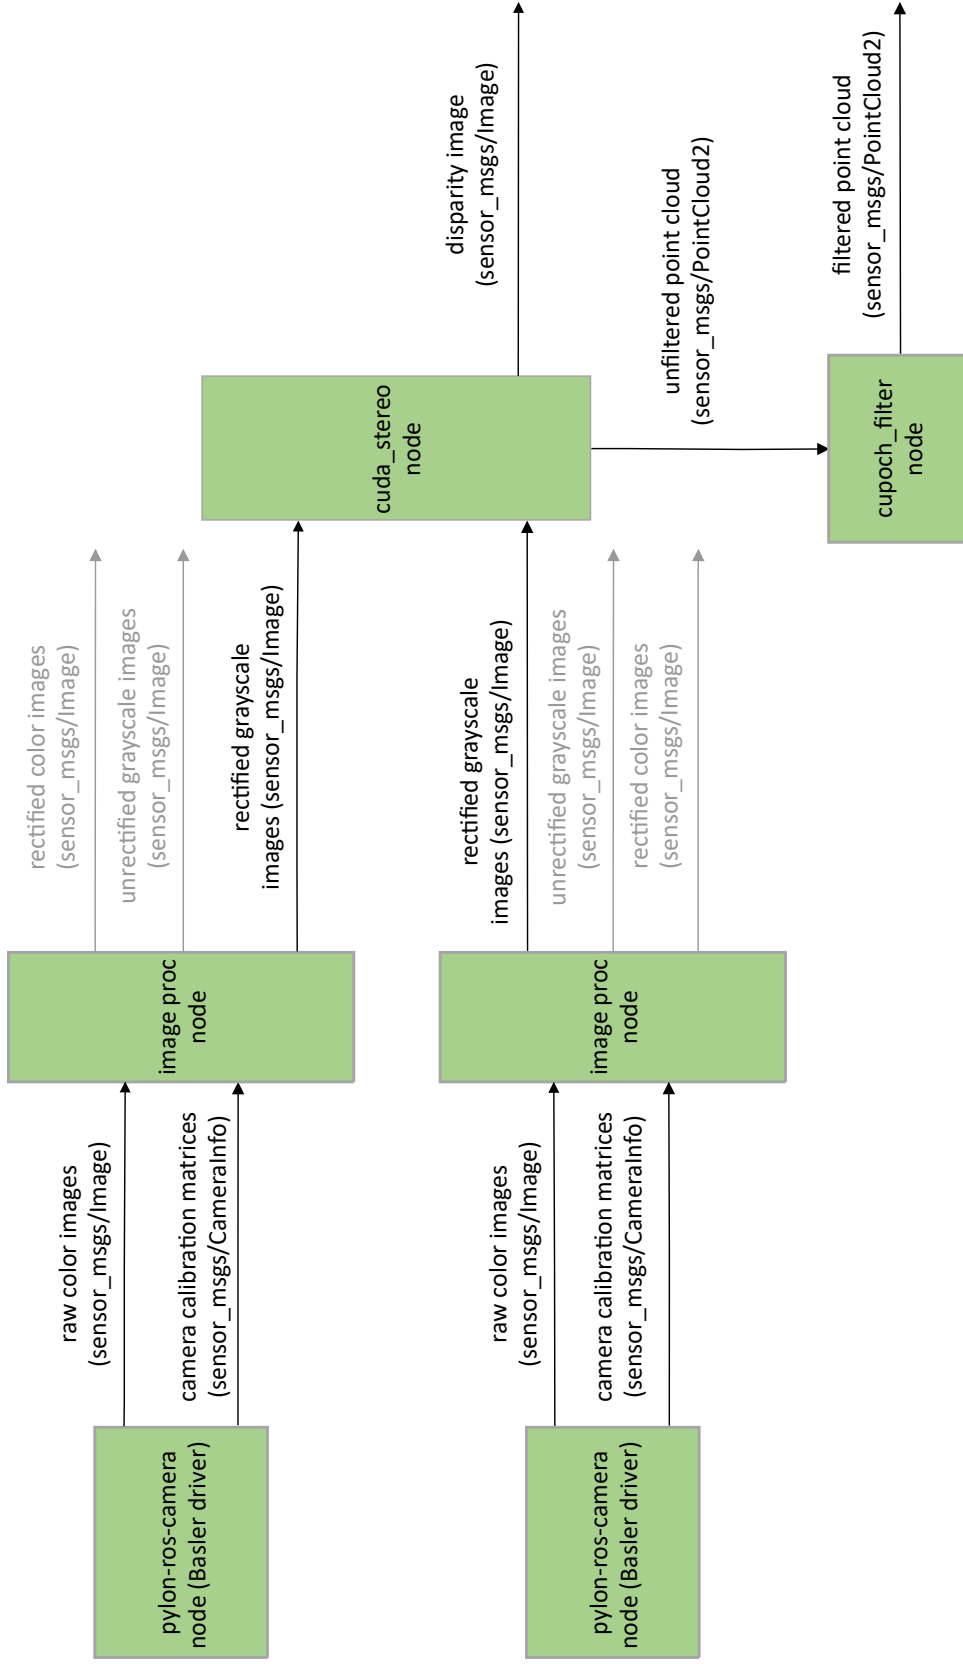 pylon-ros-camera
node (Basler driver)
raw color images
(sensor_msgs/Image)
camera calibration matrices
(sensor_msgs/CameraInfo)
image proc
node
rectified color images
(sensor_msgs/Image)
unrectified grayscale images
(sensor_msgs/Image)
rectified grayscale
images (sensor_msgs/Image)
pylon-ros-camera
node (Basler driver)
raw color images
(sensor_msgs/Image)
camera calibration matrices
(sensor_msgs/CameraInfo)
image proc
node
rectified grayscale
images (sensor_msgs/Image)
unrectified grayscale images
(sensor_msgs/Image)
rectified color images
(sensor_msgs/Image)
cuda_stereo
node
disparity image
(sensor_msgs/Image)
unfiltered point cloud
(sensor_msgs/PointCloud2)
cupoch_filter
node
filtered point cloud
(sensor_msgs/PointCloud2)